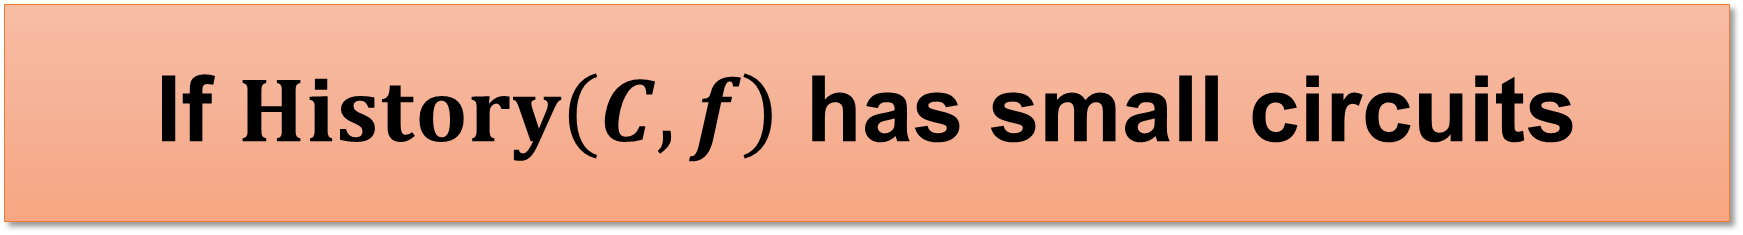 If History(C, f) has small circuits